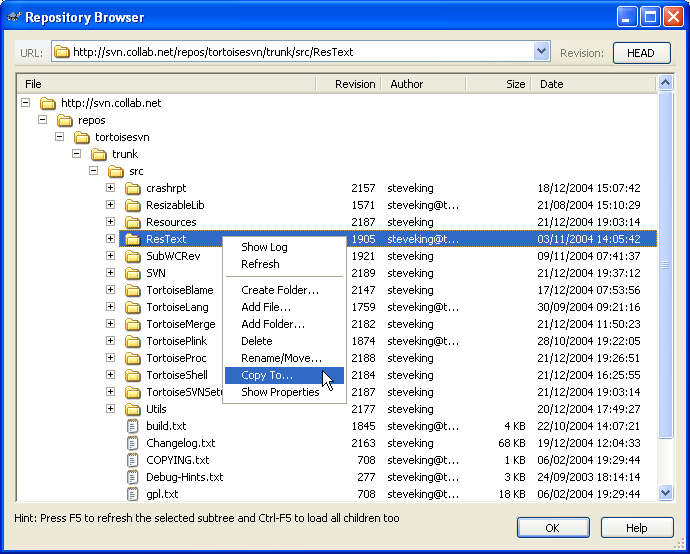 Repository Browser
URL: http://svn.collab.net/repos/tortoisesvn/trunk/src/ResText Revision: HEAD
File Revision Author Size Date
http://svn.collab.net
repos
tortoisesvn
trunk
src
crashrpt 2157 steveking 18/12/2004 15:07:42
ResizableLib 1571 steveking@t... 21/08/2004 15:10:29
Resources 2187 steveking 21/12/2004 19:03:14
ResText 1905 steveking@t... 03/11/2004 14:05:42
SubWCRev 1921 steveking 09/11/2004 07:41:37
SVN 2189 steveking 21/12/2004 19:37:12
TortoiseBlame 2147 steveking 17/12/2004 07:53:56
TortoiseLang 1759 steveking@t... 30/09/2004 09:21:16
TortoiseMerge 2182 steveking 21/12/2004 11:50:23
TortoisePlink 1874 steveking@t... 28/10/2004 19:22:05
TortoiseProc 2188 steveking 21/12/2004 19:26:51
TortoiseShell 2184 steveking 21/12/2004 16:25:55
TortoiseSVNSetu 2187 steveking 21/12/2004 19:03:14
Utils 2177 steveking 20/12/2004 17:49:27
build.txt 1845 steveking@t... 4 KB 22/10/2004 14:07:21
Changelog.txt 2163 steveking 68 KB 19/12/2004 12:04:33
COPYING.txt 708 steveking@t... 1 KB 06/02/2004 19:29:44
Debug-Hints.txt 277 steveking@t... 3 KB 24/09/2003 18:14:14
gpl.txt 708 steveking@t... 18 KB 06/02/2004 19:29:44
Show Log
Refresh
Create Folder...
Add File...
Add Folder...
Delete
Rename/Move...
Copy To...
Show Properties
Hint: Press F5 to refresh the selected subtree and Ctrl-F5 to load all children too
OK Help